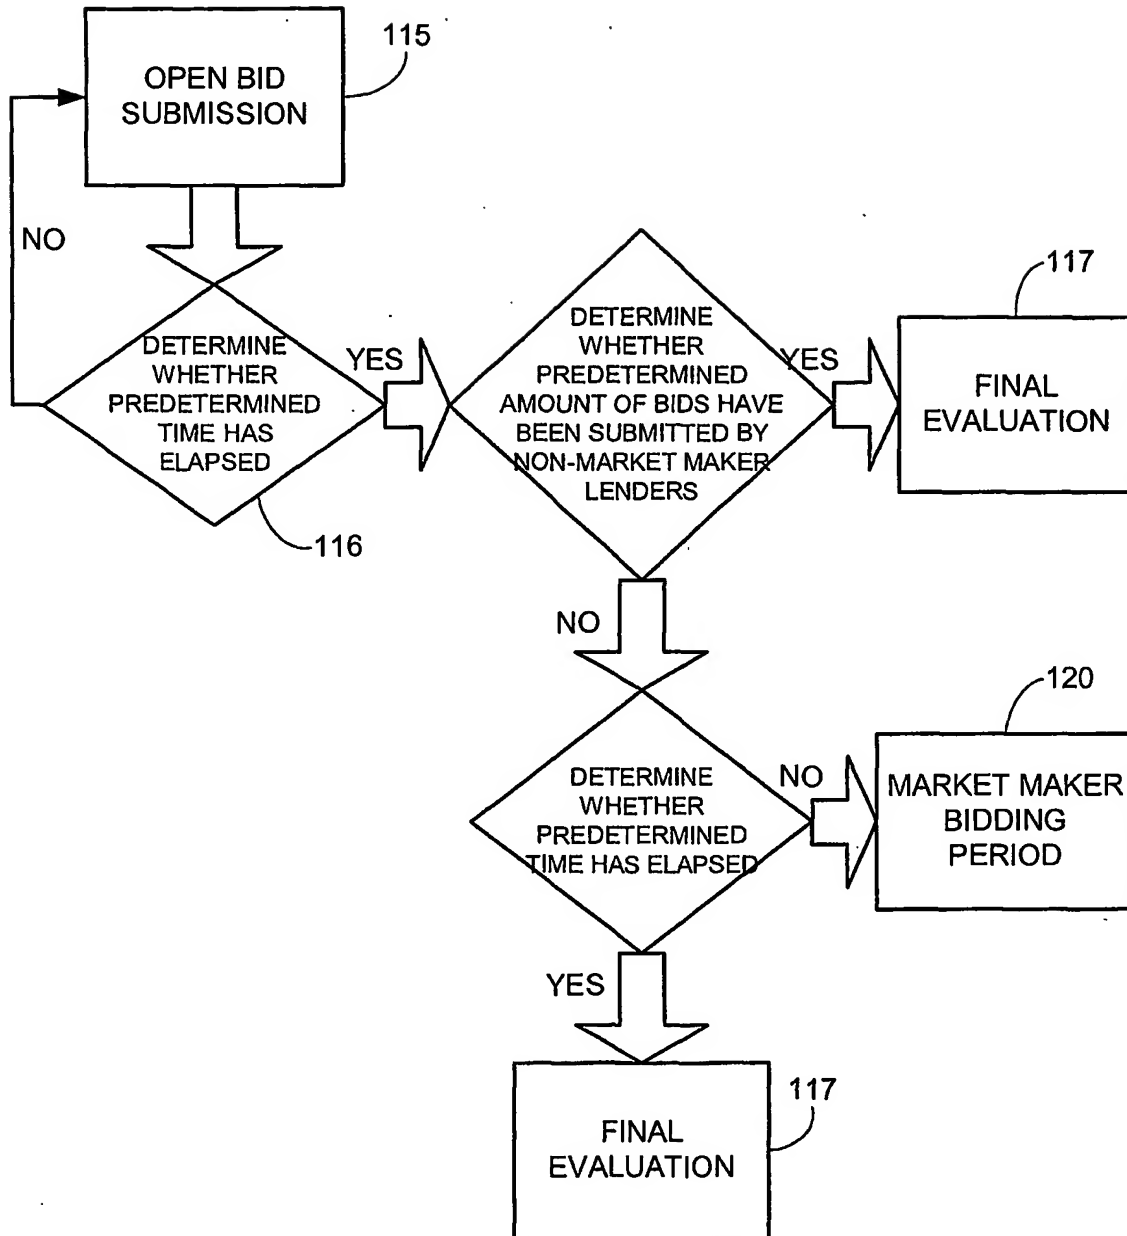 115
OPEN BID
SUBMISSION
NO
DETERMINE
WHETHER
PREDETERMINED
TIME HAS
ELAPSED
116
YES
DETERMINE
WHETHER
PREDETERMINED
AMOUNT OF BIDS HAVE
BEEN SUBMITTED BY
NON-MARKET MAKER
LENDERS
YES
117
FINAL
EVALUATION
NO
DETERMINE
WHETHER
PREDETERMINED
TIME HAS ELAPSED
NO
120
MARKET MAKER
BIDDING
PERIOD
YES
117
FINAL
EVALUATION